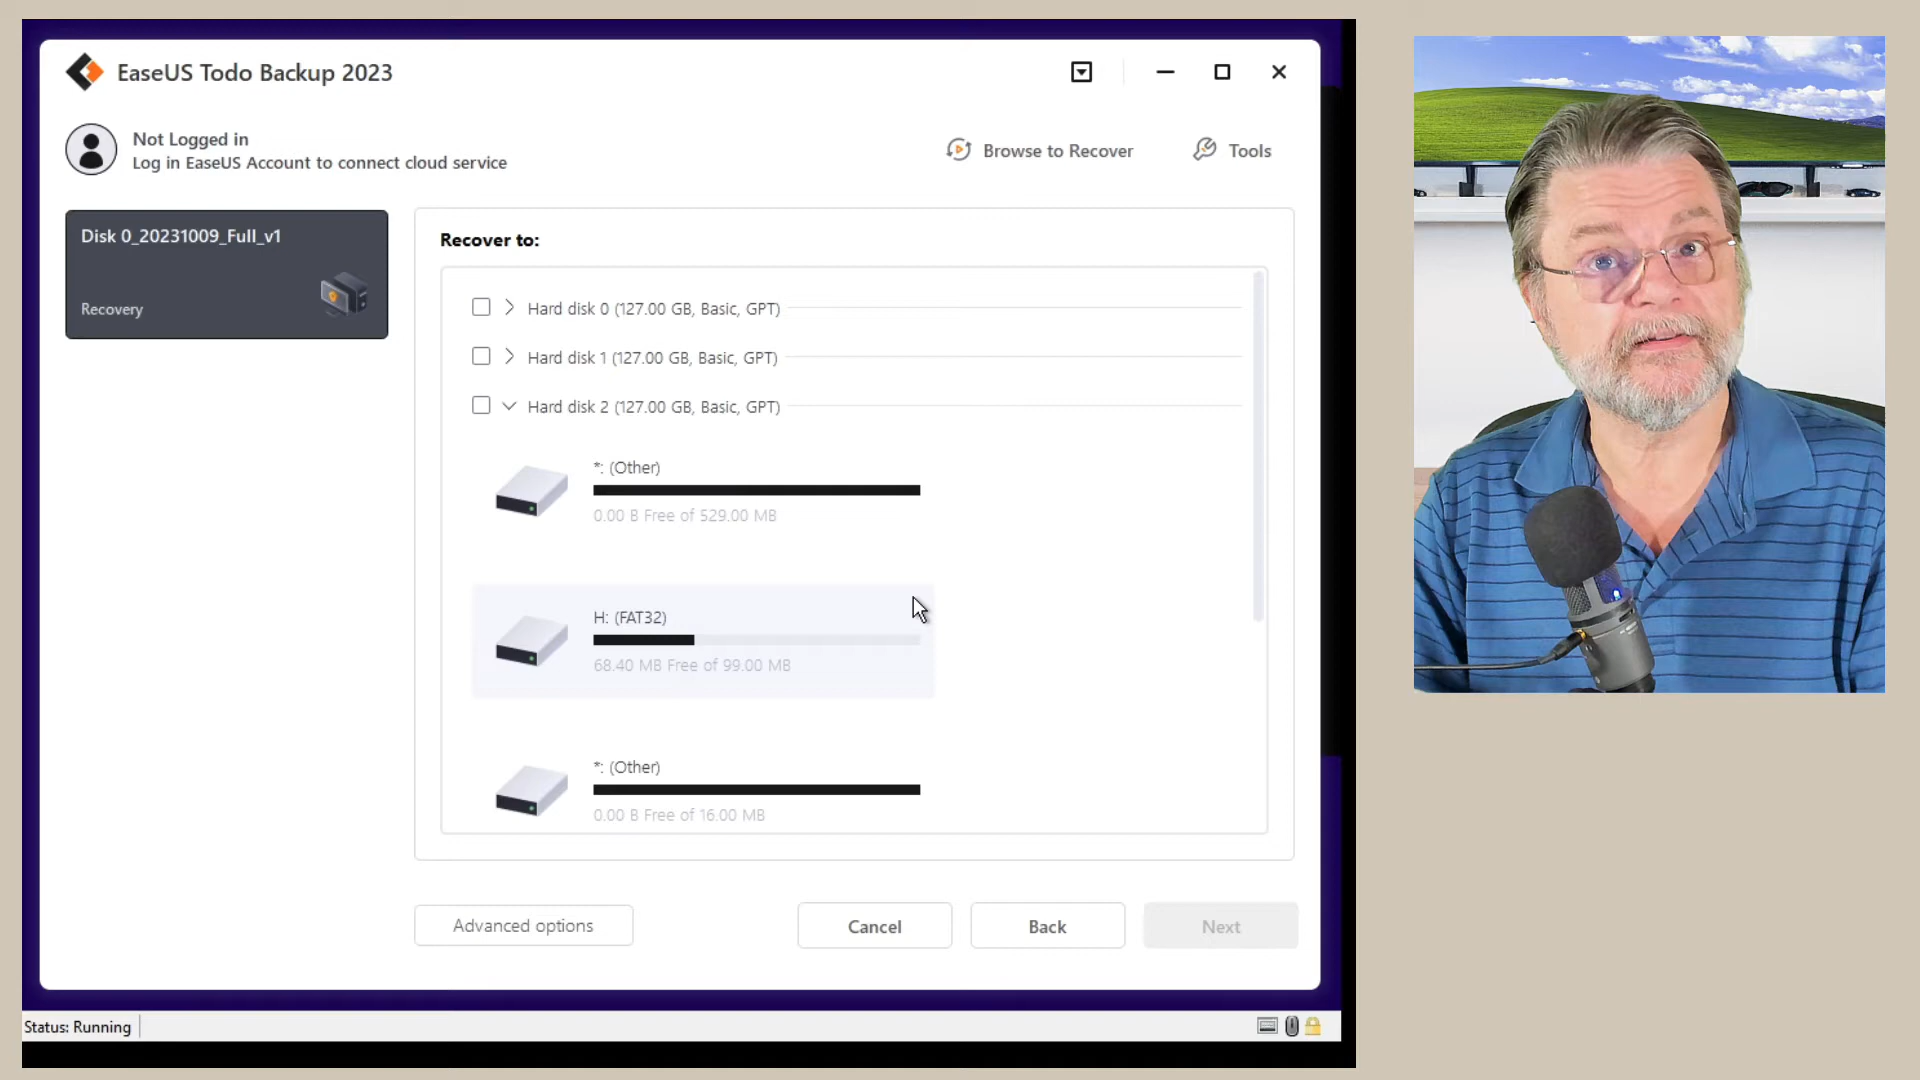 EaseUS Todo Backup 2023
Not Logged in
Log in EaseUS Account to connect cloud service
Browse to Recover
Tools
Disk 0_20231009_Full_v1
Recovery
Recover to:
Hard disk 0 (127.00 GB, Basic, GPT)
Hard disk 1 (127.00 GB, Basic, GPT)
Hard disk 2 (127.00 GB, Basic, GPT)
*: (Other)
0.00 B Free of 529.00 MB
H: (FAT32)
68.40 MB Free of 99.00 MB
*: (Other)
0.00 B Free of 16.00 MB
Advanced options
Cancel
Back
Next
Status: Running